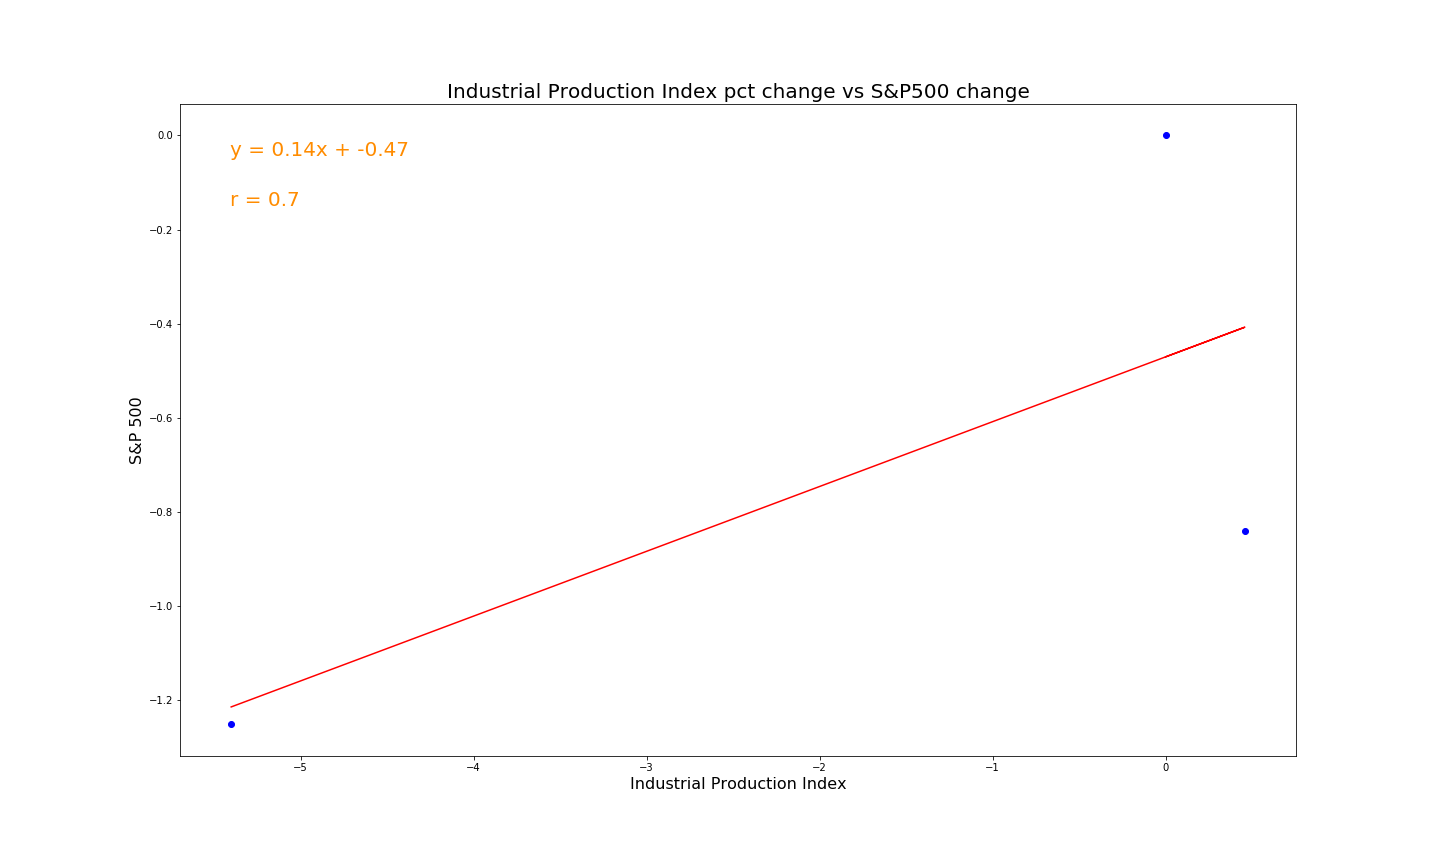 Industrial Production Index pct change vs S&P500 change
y = 0.14x + -0.47
r = 0.7
0.0
−0.2
−0.4
−0.6
−0.8
−1.0
−1.2
S&P 500
−5
−4
−3
−2
−1
0
Industrial Production Index